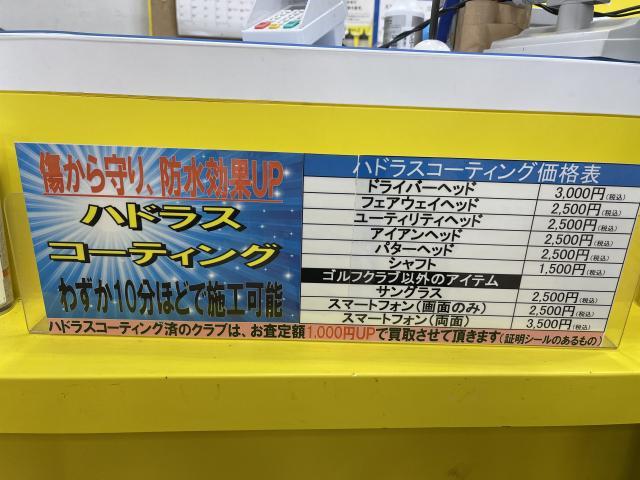 傷から守り、防水効果UP
ハドラス
コーティング
わずか10分ほどで施工可能
ハドラスコーティング価格表
ドライバーヘッド 3,000円(税込)
フェアウェイヘッド 2,500円(税込)
ユーティリティヘッド 2,500円(税込)
アイアンヘッド 2,500円(税込)
パターヘッド 2,500円(税込)
シャフト 1,500円(税込)
ゴルフクラブ以外のアイテム
サングラス 2,500円(税込)
スマートフォン(画面のみ) 2,500円(税込)
スマートフォン(両面) 3,500円(税込)
ハドラスコーティング済のクラブは、お査定額1,000円UPで買取させて頂きます(証明シールのあるもの)